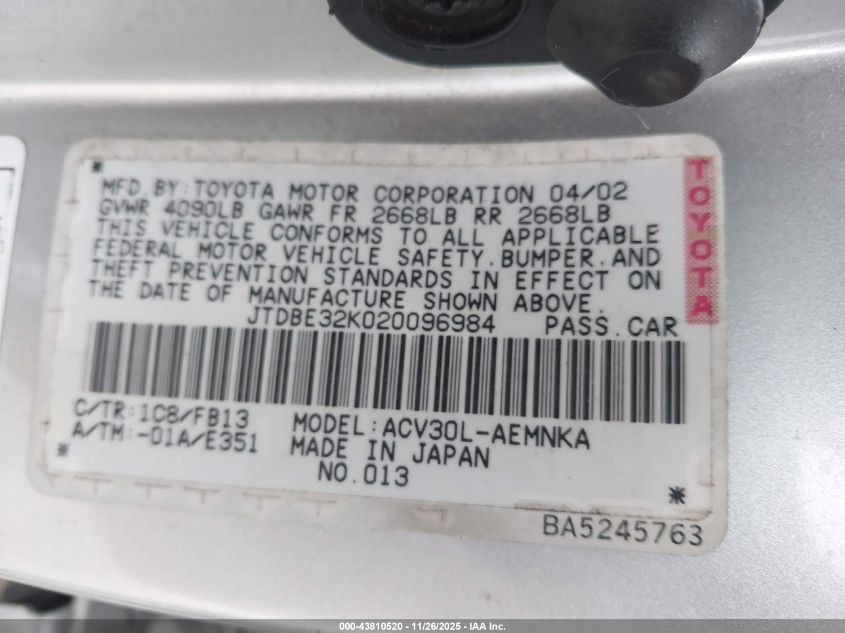 MFD.BY:TOYOTA MOTOR CORPORATION 04/02
GVWR 4090LB GAWR FR 2668LB RR 2668LB
THIS VEHICLE CONFORMS TO ALL APPLICABLE
FEDERAL MOTOR VEHICLE SAFETY.BUMPER.AND
THEFT PREVENTION STANDARDS IN EFFECT ON
THE DATE OF MANUFACTURE SHOWN ABOVE.
JTDBE32K020096984 PASS.CAR
TOYOTA
C/TR:1C8/FB13 MODEL:ACV30L-AEMNKA
A/TM:-01A/E351 MADE IN JAPAN
NO.013
BA5245763
000-43810520 - 11/26/2025 - IAA Inc.